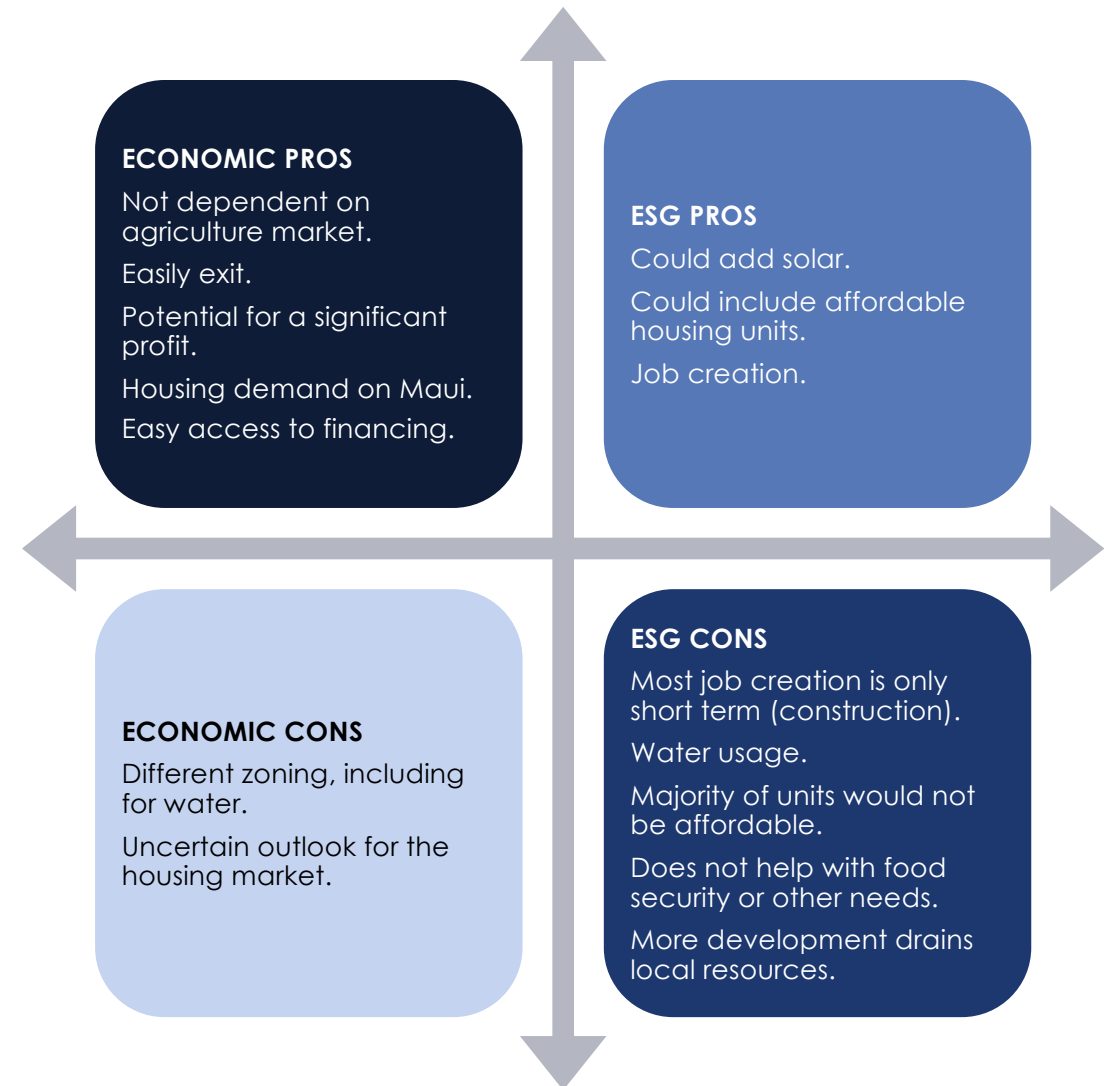 ECONOMIC PROS
Not dependent on
agriculture market.
Easily exit.
Potential for a significant
profit.
Housing demand on Maui.
Easy access to financing.
ESG PROS
Could add solar.
Could include affordable
housing units.
Job creation.
ECONOMIC CONS
Different zoning, including
for water.
Uncertain outlook for the
housing market.
ESG CONS
Most job creation is only
short term (construction).
Water usage.
Majority of units would not
be affordable.
Does not help with food
security or other needs.
More development drains
local resources.